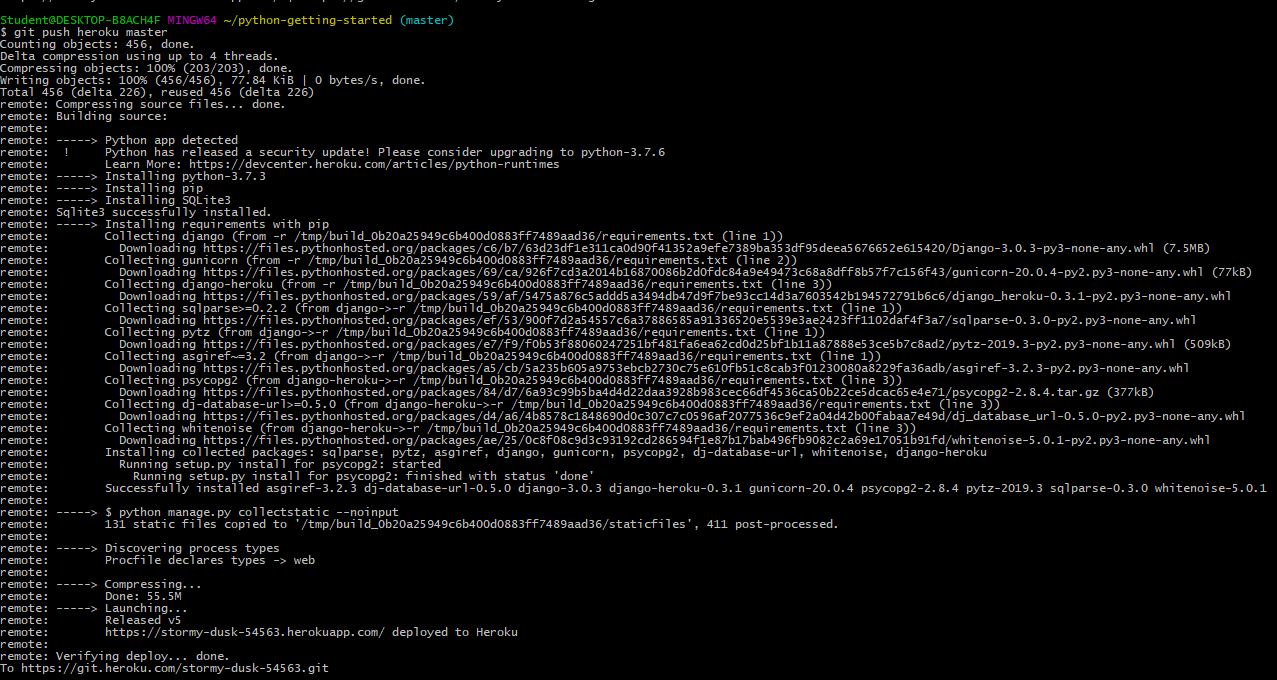 Student@DESKTOP-B8ACH4F MINGW64 ~/python-getting-started (master)
$ git push heroku master
Counting objects: 456, done.
Delta compression using up to 4 threads.
Compressing objects: 100% (203/203), done.
Writing objects: 100% (456/456), 77.84 KiB | 0 bytes/s, done.
Total 456 (delta 226), reused 456 (delta 226)
remote: Compressing source files... done.
remote: Building source:
remote:
remote: -----> Python app detected
remote:  !     Python has released a security update! Please consider upgrading to python-3.7.6
remote:        Learn More: https://devcenter.heroku.com/articles/python-runtimes
remote: -----> Installing python-3.7.3
remote: -----> Installing pip
remote: -----> Installing SQLite3
remote: Sqlite3 successfully installed.
remote: -----> Installing requirements with pip
remote:        Collecting django (from -r /tmp/build_0b20a25949c6b400d0883ff7489aad36/requirements.txt (line 1))
remote:          Downloading https://files.pythonhosted.org/packages/c6/b7/63d23df1e311ca0d90f41352a9efe7389ba353df95deea5676652e615420/Django-3.0.3-py3-none-any.whl (7.5MB)
remote:        Collecting gunicorn (from -r /tmp/build_0b20a25949c6b400d0883ff7489aad36/requirements.txt (line 2))
remote:          Downloading https://files.pythonhosted.org/packages/69/ca/926f7cd3a2014b16870086b2d0fdc84a9e49473c68a8dff8b57f7c156f43/gunicorn-20.0.4-py2.py3-none-any.whl (77kB)
remote:        Collecting django-heroku (from -r /tmp/build_0b20a25949c6b400d0883ff7489aad36/requirements.txt (line 3))
remote:          Downloading https://files.pythonhosted.org/packages/59/af/5475a876c5addd5a3494db47d9f7be93cc14d3a7603542b194572791b6c6/django_heroku-0.3.1-py2.py3-none-any.whl
remote:        Collecting sqlparse>=0.2.2 (from django->-r /tmp/build_0b20a25949c6b400d0883ff7489aad36/requirements.txt (line 1))
remote:          Downloading https://files.pythonhosted.org/packages/ef/53/900f7d2a54557c6a37886585a91336520e5539e3ae2423ff1102daf4f3a7/sqlparse-0.3.0-py2.py3-none-any.whl
remote:        Collecting pytz (from django->-r /tmp/build_0b20a25949c6b400d0883ff7489aad36/requirements.txt (line 1))
remote:          Downloading https://files.pythonhosted.org/packages/e7/f9/f0b53f88060247251bf481fa6ea62cd0d25bf1b11a87888e53ce5b7c8ad2/pytz-2019.3-py2.py3-none-any.whl (509kB)
remote:        Collecting asgiref~=3.2 (from django->-r /tmp/build_0b20a25949c6b400d0883ff7489aad36/requirements.txt (line 1))
remote:          Downloading https://files.pythonhosted.org/packages/a5/cb/5a235b605a9753ebcb2730c75e610fb51c8cab3f01230080a8229fa36adb/asgiref-3.2.3-py2.py3-none-any.whl
remote:        Collecting psycopg2 (from django-heroku->-r /tmp/build_0b20a25949c6b400d0883ff7489aad36/requirements.txt (line 3))
remote:          Downloading https://files.pythonhosted.org/packages/84/d7/6a93c99b5ba4d4d22daa3928b983cec66df4536ca50b22ce5dcac65e4e71/psycopg2-2.8.4.tar.gz (377kB)
remote:        Collecting dj-database-url>=0.5.0 (from django-heroku->-r /tmp/build_0b20a25949c6b400d0883ff7489aad36/requirements.txt (line 3))
remote:          Downloading https://files.pythonhosted.org/packages/d4/a6/4b8578c1848690d0c307c7c0596af2077536c9ef2a04d42b00fabaa7e49d/dj_database_url-0.5.0-py2.py3-none-any.whl
remote:        Collecting whitenoise (from django-heroku->-r /tmp/build_0b20a25949c6b400d0883ff7489aad36/requirements.txt (line 3))
remote:          Downloading https://files.pythonhosted.org/packages/ae/25/0c8f08c9d3c93192cd286594f1e87b17bab496fb9082c2a69e17051b91fd/whitenoise-5.0.1-py2.py3-none-any.whl
remote:        Installing collected packages: sqlparse, pytz, asgiref, django, gunicorn, psycopg2, dj-database-url, whitenoise, django-heroku
remote:          Running setup.py install for psycopg2: started
remote:            Running setup.py install for psycopg2: finished with status 'done'
remote:        Successfully installed asgiref-3.2.3 dj-database-url-0.5.0 django-3.0.3 django-heroku-0.3.1 gunicorn-20.0.4 psycopg2-2.8.4 pytz-2019.3 sqlparse-0.3.0 whitenoise-5.0.1
remote:
remote: -----> $ python manage.py collectstatic --noinput
remote:        131 static files copied to '/tmp/build_0b20a25949c6b400d0883ff7489aad36/staticfiles', 411 post-processed.
remote:
remote: -----> Discovering process types
remote:        Procfile declares types -> web
remote:
remote: -----> Compressing...
remote:        Done: 55.5M
remote: -----> Launching...
remote:        Released v5
remote:        https://stormy-dusk-54563.herokuapp.com/ deployed to Heroku
remote:
remote: Verifying deploy... done.
To https://git.heroku.com/stormy-dusk-54563.git